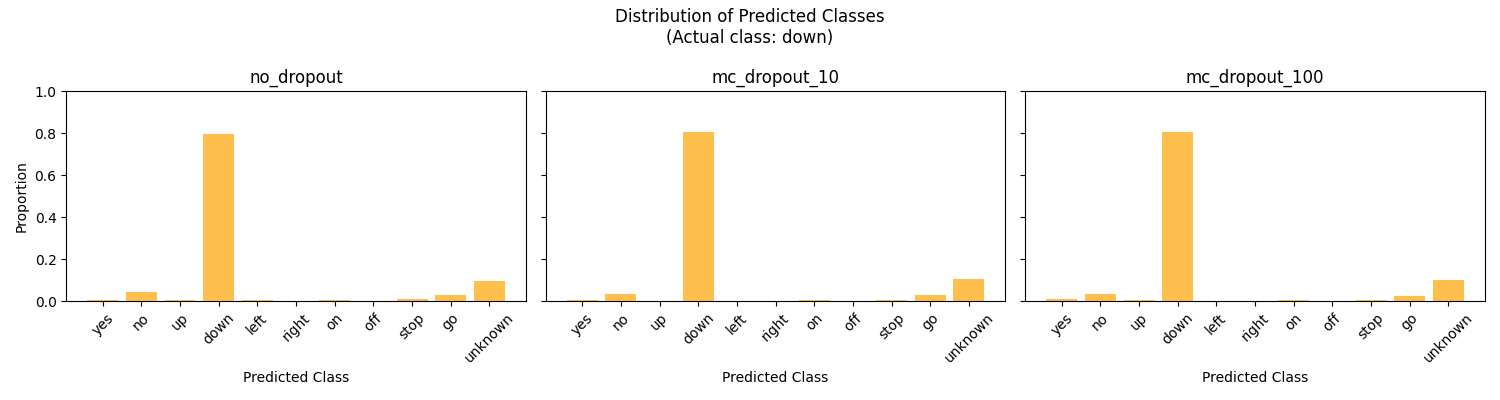 Distribution of Predicted Classes
(Actual class: down)
no_dropout
mc_dropout_10
mc_dropout_100
Proportion
1.0
0.8
0.6
0.4
0.2
0.0
yes no up down left right on off stop go unknown
yes no up down left right on off stop go unknown
yes no up down left right on off stop go unknown
Predicted Class
Predicted Class
Predicted Class